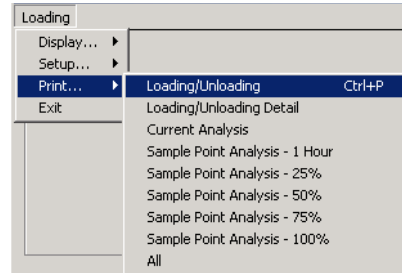 Loading
Display...
Setup...
Print...
Exit
Loading/Unloading Ctrl+P
Loading/Unloading Detail
Current Analysis
Sample Point Analysis - 1 Hour
Sample Point Analysis - 25%
Sample Point Analysis - 50%
Sample Point Analysis - 75%
Sample Point Analysis - 100%
All